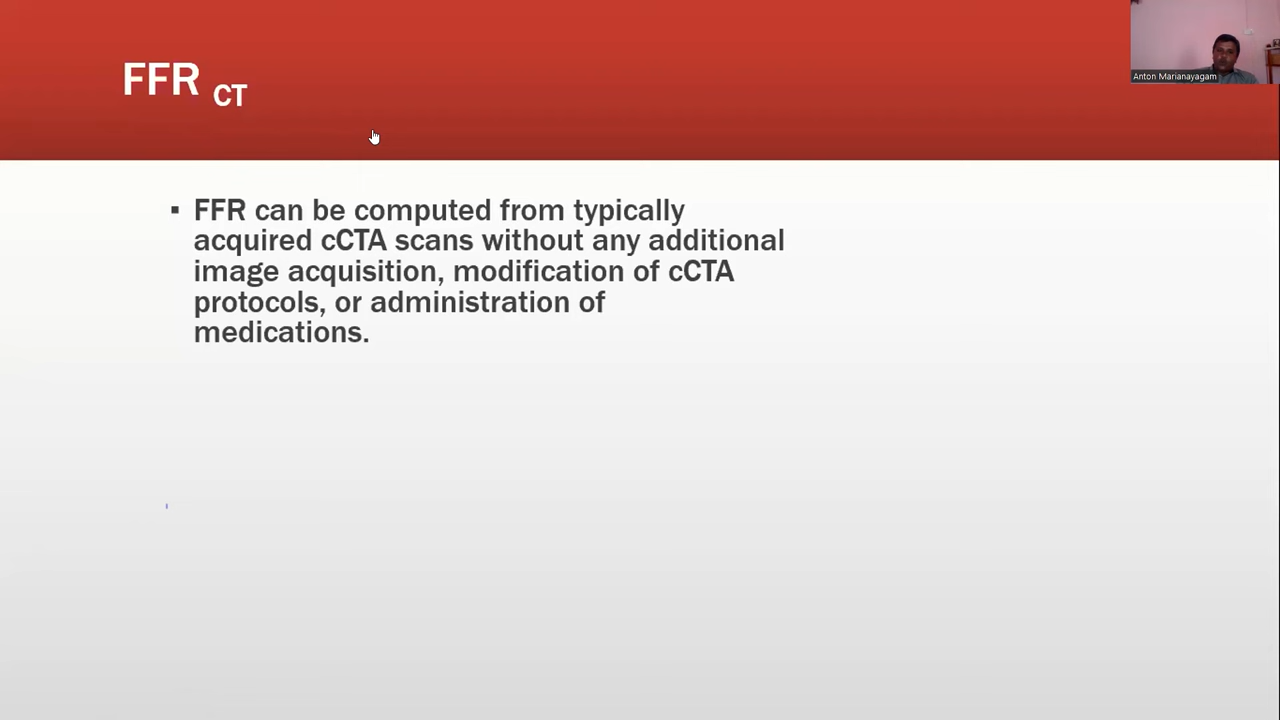 FFR CT
Anton Marianayagam
▪ FFR can be computed from typically
acquired cCTA scans without any additional
image acquisition, modification of cCTA
protocols, or administration of
medications.